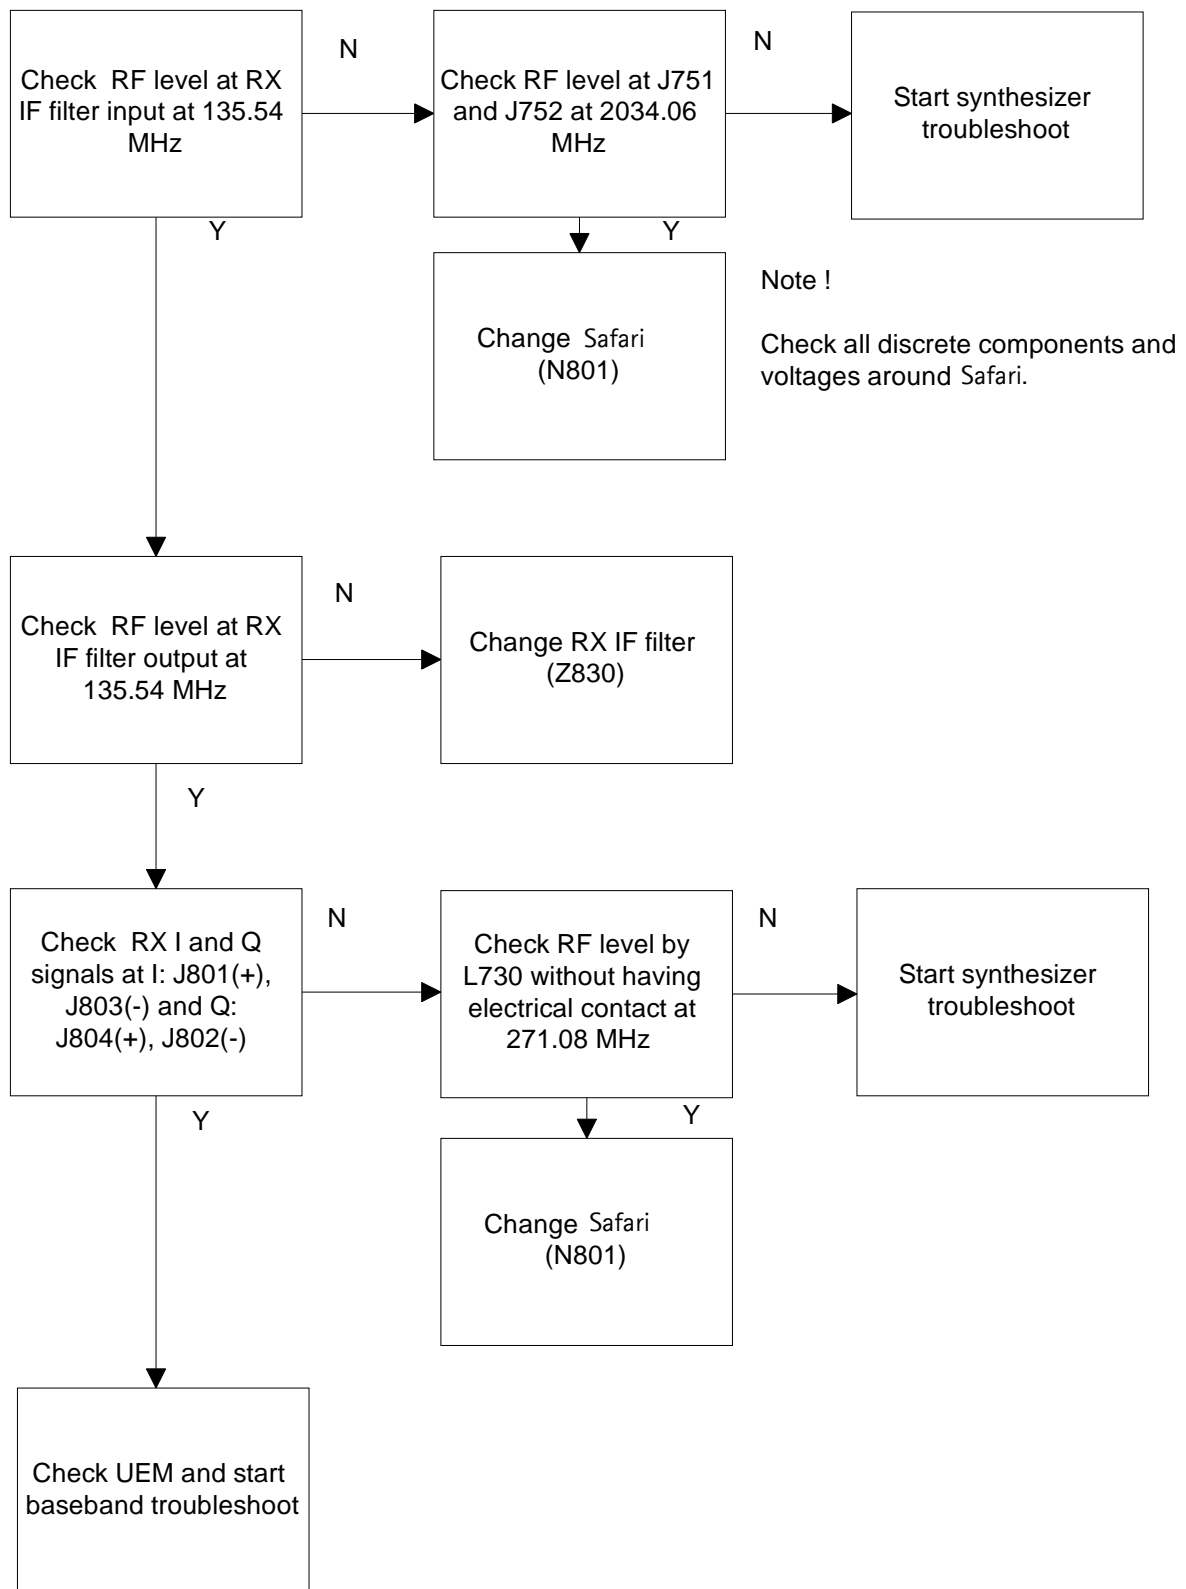 Check RF level at RX
IF filter input at 135.54
MHz
N
Check RF level at J751
and J752 at 2034.06
MHz
N
Start synthesizer
troubleshoot
Y
Y
Change Safari
(N801)
Note !
Check all discrete components and
voltages around Safari.
Check RF level at RX
IF filter output at
135.54 MHz
N
Change RX IF filter
(Z830)
Y
Check RX I and Q
signals at I: J801(+),
J803(-) and Q:
J804(+), J802(-)
N
Check RF level by
L730 without having
electrical contact at
271.08 MHz
N
Start synthesizer
troubleshoot
Y
Y
Change Safari
(N801)
Check UEM and start
baseband troubleshoot